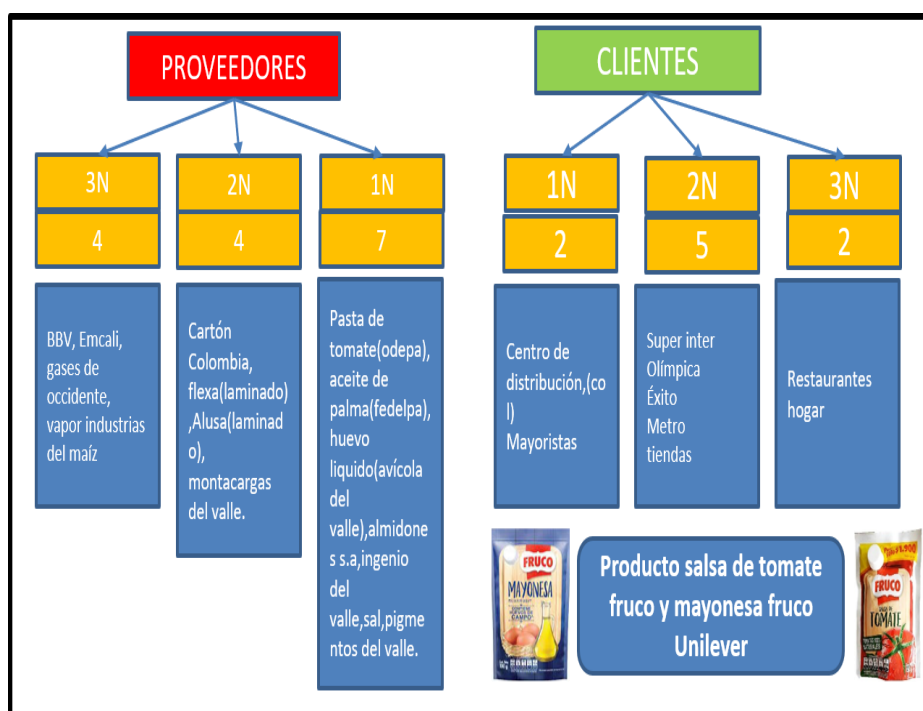 PROVEEDORES
3N
2N
1N
4
4
7
BBV, Emcali,
gases de
occidente,
vapor industrias
del maíz
Cartón
Colombia,
flexa(laminado)
,Alusa(laminad
o),
montacargas
del valle.
Pasta de
tomate(odepa),
aceite de
palma(fedelpa),
huevo
liquido(avícola
del
valle),almidone
s s.a,ingenio
del
valle,sal,pigme
ntos del valle.
CLIENTES
1N
2N
3N
2
5
2
Centro de
distribución,(co
l)
Mayoristas
Super inter
Olímpica
Éxito
Metro
tiendas
Restaurantes
hogar
FRUCO
MAYONESA
CAMPO
Producto salsa de tomate
fruco y mayonesa fruco
Unilever
FRUCO
TOMATE